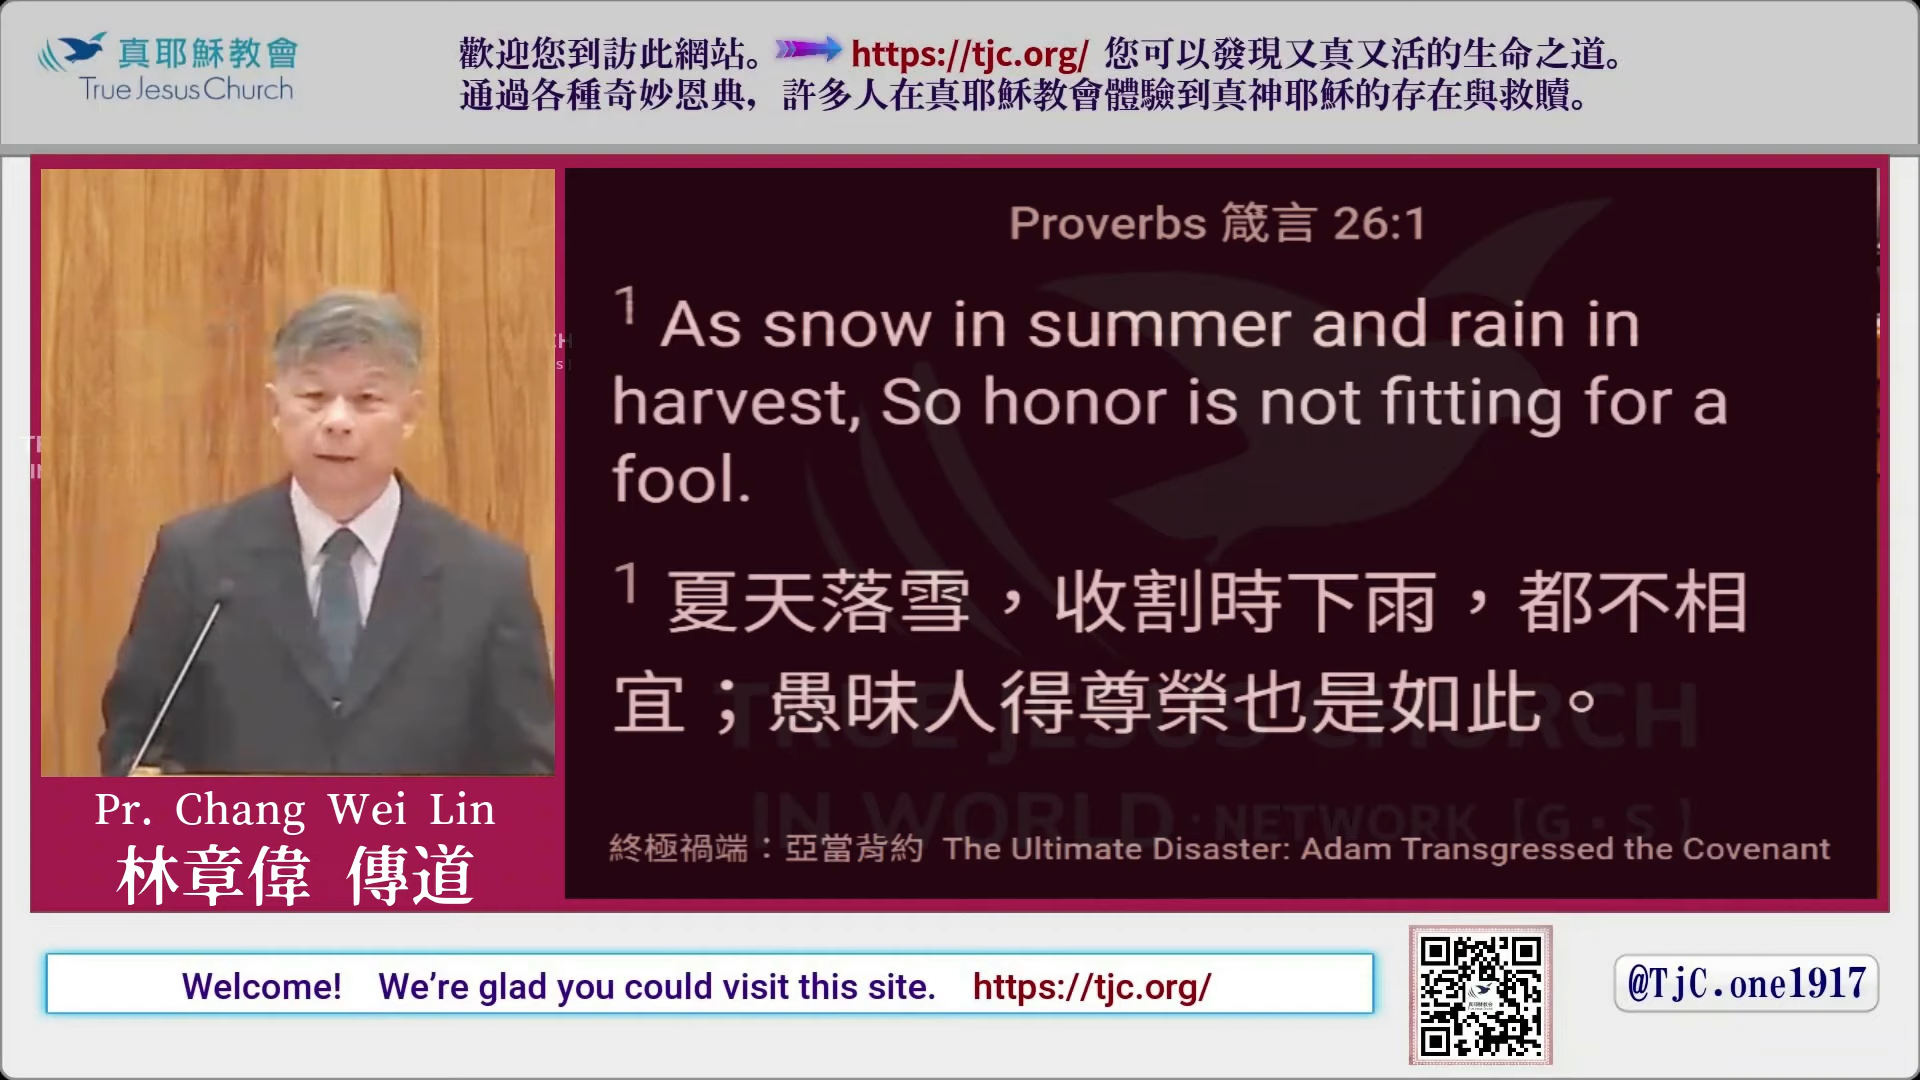 真耶穌教會
True Jesus Church
歡迎您到訪此網站。 https://tjc.org/ 您可以發現又真又活的生命之道。
通過各種奇妙恩典，許多人在真耶穌教會體驗到真神耶穌的存在與救贖。
Proverbs 箴言 26:1
1 As snow in summer and rain in
harvest, So honor is not fitting for a
fool.
1 夏天落雪，收割時下雨，都不相
宜；愚昧人得尊榮也是如此。
TRUE JESUS CHURCH
IN WORLD · NETWORK [G · S]
終極禍端：亞當背約 The Ultimate Disaster: Adam Transgressed the Covenant
Pr. Chang Wei Lin
林章偉 傳道
Welcome! We’re glad you could visit this site. https://tjc.org/
@TjC.one1917